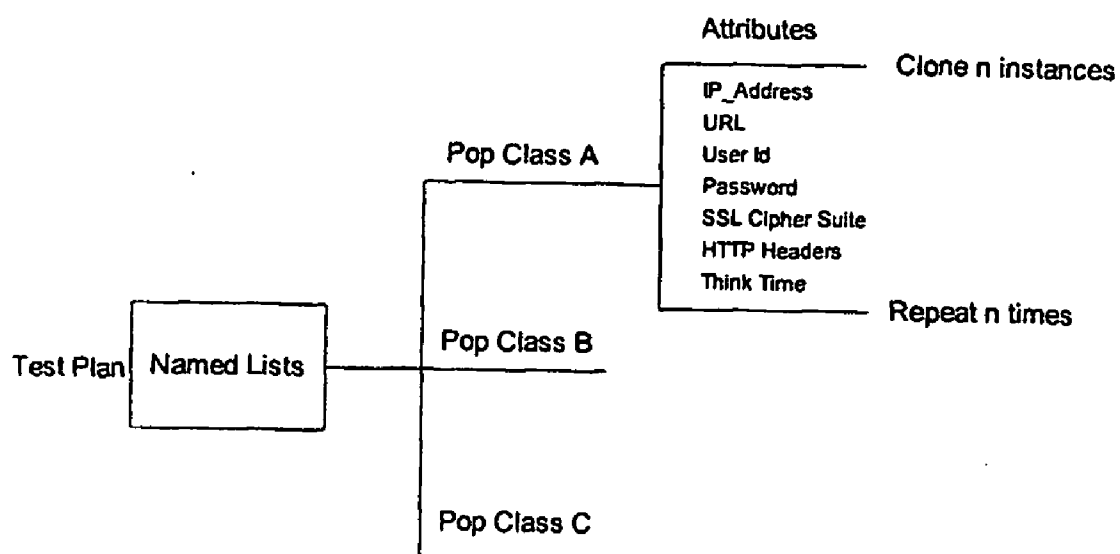 Attributes
Clone n instances
IP_Address
URL
User Id
Password
SSL Cipher Suite
HTTP Headers
Think Time
Repeat n times
Pop Class A
Pop Class B
Test Plan
Named Lists
Pop Class C